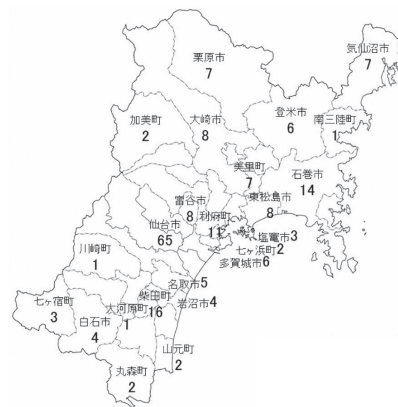 気仙沼市
7
栗原市
7
登米市
6
南三陸町
1
加美町
2
大崎市
8
美里町
7
石巻市
14
東松島市
8
富谷市
8
利府町
11
仙台市
65
塩竃市3
七ヶ浜町2
多賀城市6
川崎町
1
名取市5
岩沼市4
柴田町
16
七ヶ宿町
3
大河原町
1
白石市
4
山元町
2
丸森町
2